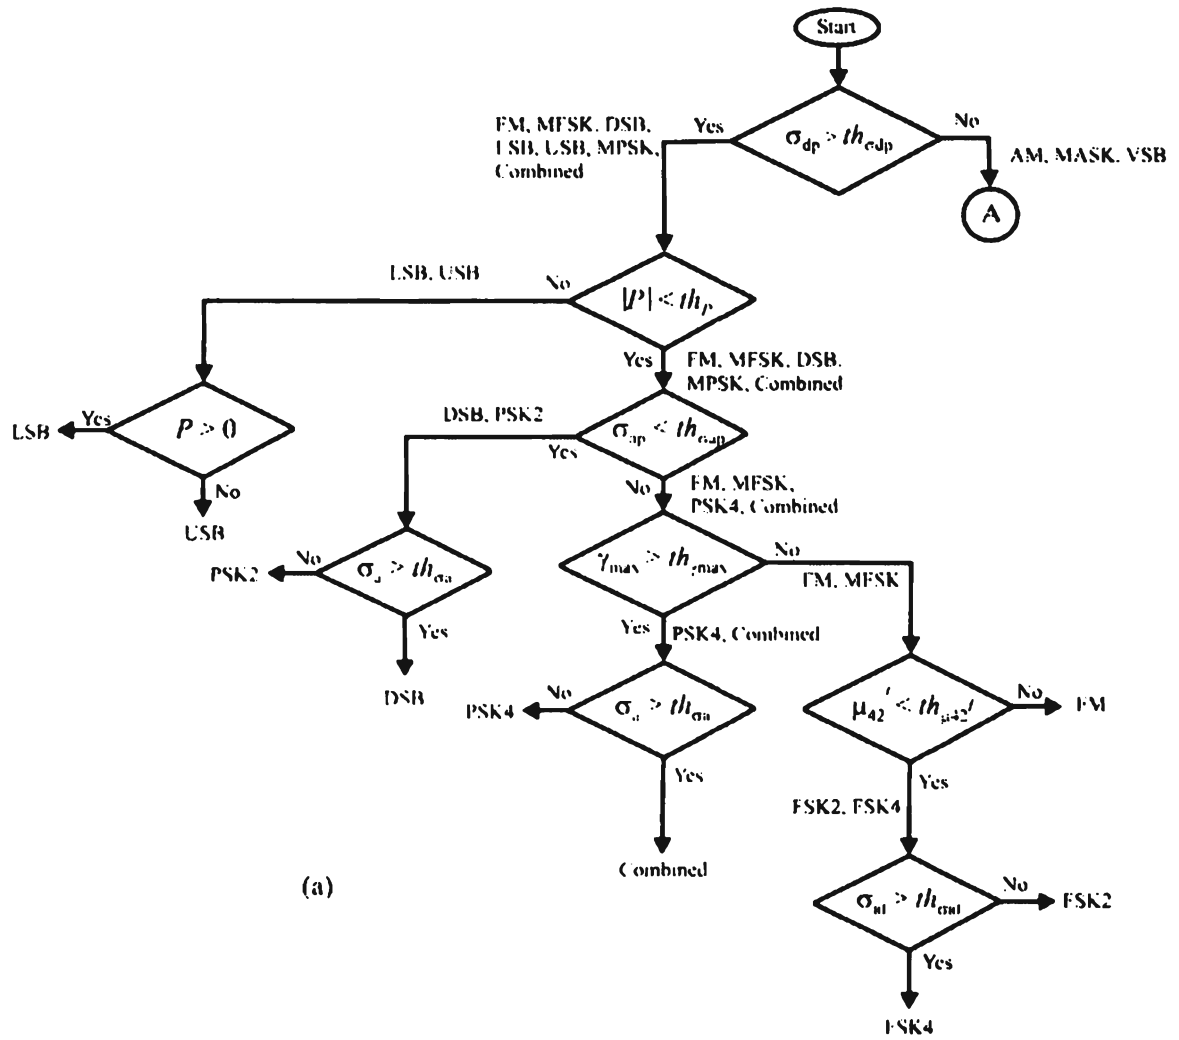 Start
σdp > thσdp
Yes
No
FM, MFSK, DSB,
LSB, USB, MPSK,
Combined
AM, MASK, VSB
A
|P| < thP
No
LSB, USB
Yes
FM, MFSK, DSB,
MPSK, Combined
P > 0
Yes
LSB
No
USB
σap < thσap
DSB, PSK2
Yes
No
FM, MFSK,
PSK4, Combined
σa > thσa
No
PSK2
Yes
DSB
γmax > thγmax
No
FM, MFSK
Yes
PSK4, Combined
σa > thσa
No
PSK4
Yes
Combined
μ42' < thμ42'
No
FM
Yes
FSK2, FSK4
σaf > thσaf
No
FSK2
Yes
FSK4
(a)